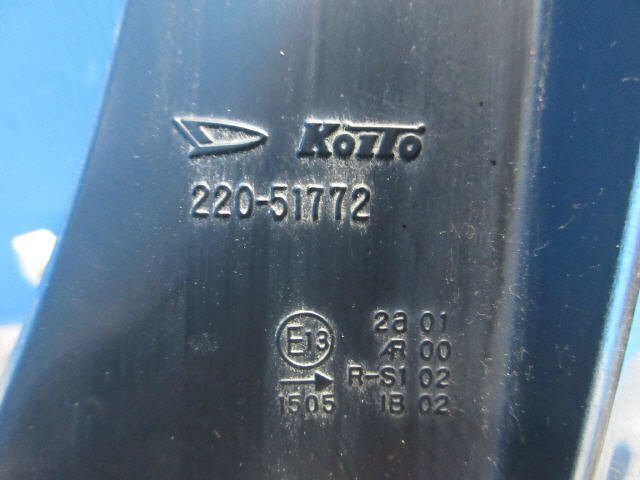 KOITO
220-51772
E13 2a 01
AR 00
→ R-S1 02
1505 IB 02